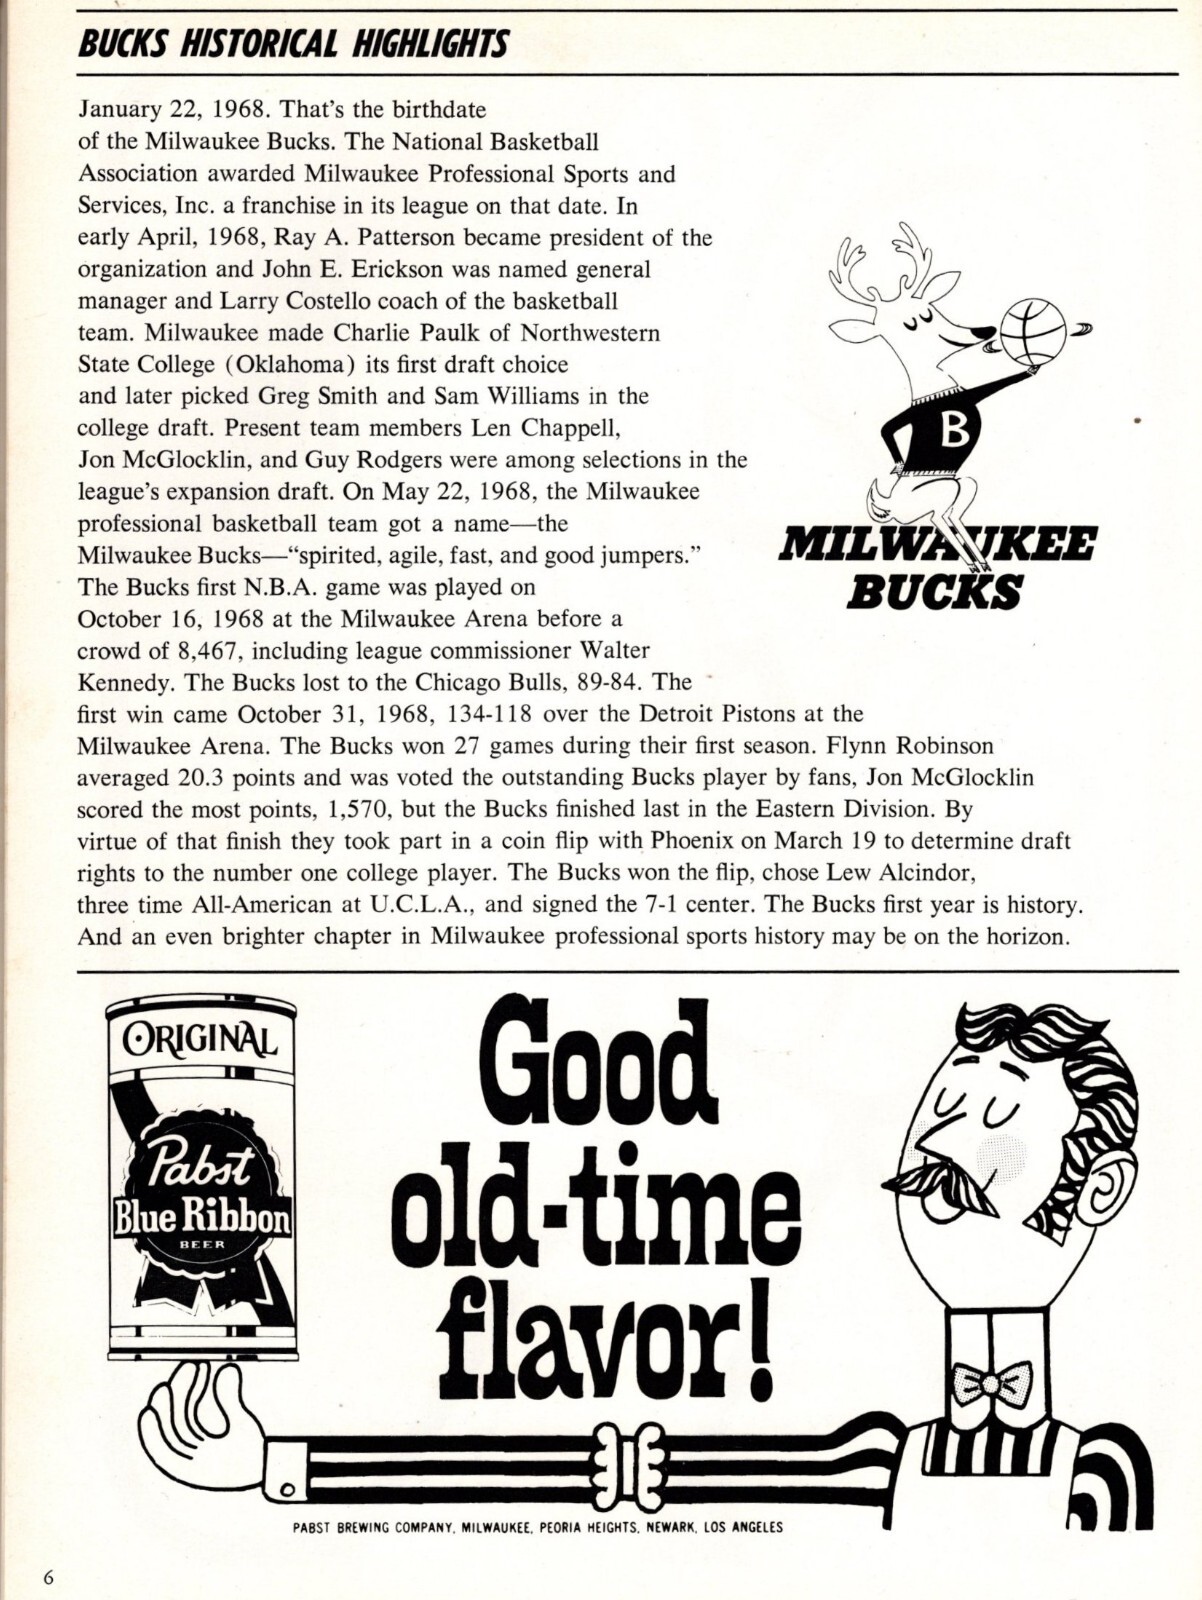 BUCKS HISTORICAL HIGHLIGHTS
January 22, 1968. That's the birthdate
of the Milwaukee Bucks. The National Basketball
Association awarded Milwaukee Professional Sports and
Services, Inc. a franchise in its league on that date. In
early April, 1968, Ray A. Patterson became president of the
organization and John E. Erickson was named general
manager and Larry Costello coach of the basketball
team. Milwaukee made Charlie Paulk of Northwestern
State College (Oklahoma) its first draft choice
and later picked Greg Smith and Sam Williams in the
college draft. Present team members Len Chappell,
Jon McGlocklin, and Guy Rodgers were among selections in the
league's expansion draft. On May 22, 1968, the Milwaukee
professional basketball team got a name—the
Milwaukee Bucks—“spirited, agile, fast, and good jumpers.”
The Bucks first N.B.A. game was played on
October 16, 1968 at the Milwaukee Arena before a
crowd of 8,467, including league commissioner Walter
Kennedy. The Bucks lost to the Chicago Bulls, 89-84. The
first win came October 31, 1968, 134-118 over the Detroit Pistons at the
Milwaukee Arena. The Bucks won 27 games during their first season. Flynn Robinson
averaged 20.3 points and was voted the outstanding Bucks player by fans, Jon McGlocklin
scored the most points, 1,570, but the Bucks finished last in the Eastern Division. By
virtue of that finish they took part in a coin flip with Phoenix on March 19 to determine draft
rights to the number one college player. The Bucks won the flip, chose Lew Alcindor,
three time All-American at U.C.L.A., and signed the 7-1 center. The Bucks first year is history.
And an even brighter chapter in Milwaukee professional sports history may be on the horizon.
B
MILWAUKEE
BUCKS
ORIGINAL
Pabst
Blue Ribbon
BEER
Good
old-time
flavor!
PABST BREWING COMPANY, MILWAUKEE, PEORIA HEIGHTS, NEWARK, LOS ANGELES
6